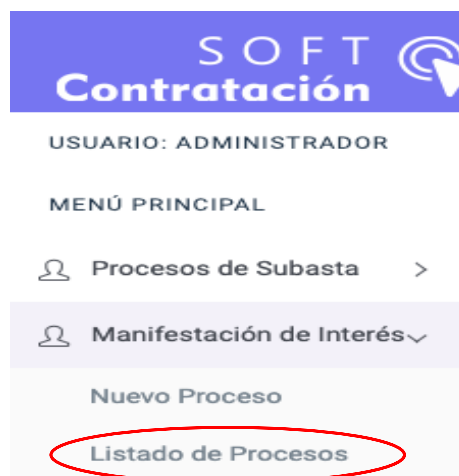 SOFT
Contratación
USUARIO: ADMINISTRADOR
MENÚ PRINCIPAL
Procesos de Subasta >
Manifestación de Interés
Nuevo Proceso
Listado de Procesos